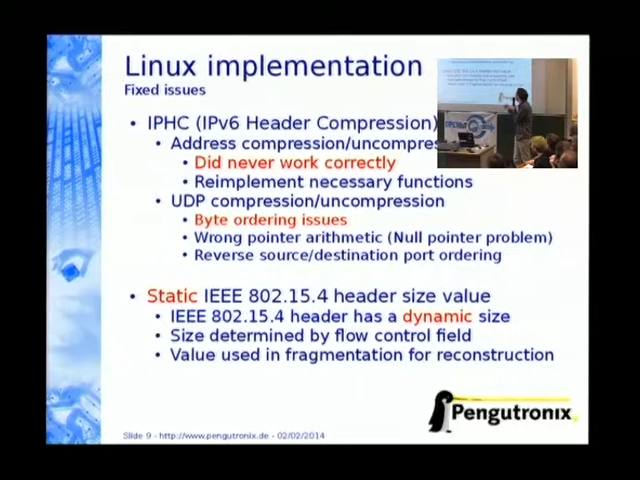 Linux implementation
Fixed issues
• IPHC (IPv6 Header Compression)
• Address compression/uncompres
• Did never work correctly
• Reimplement necessary functions
• UDP compression/uncompression
• Byte ordering issues
• Wrong pointer arithmetic (Null pointer problem)
• Reverse source/destination port ordering
• Static IEEE 802.15.4 header size value
• IEEE 802.15.4 header has a dynamic size
• Size determined by flow control field
• Value used in fragmentation for reconstruction
Pengutronix
Slide 9 - http://www.pengutronix.de - 02/02/2014